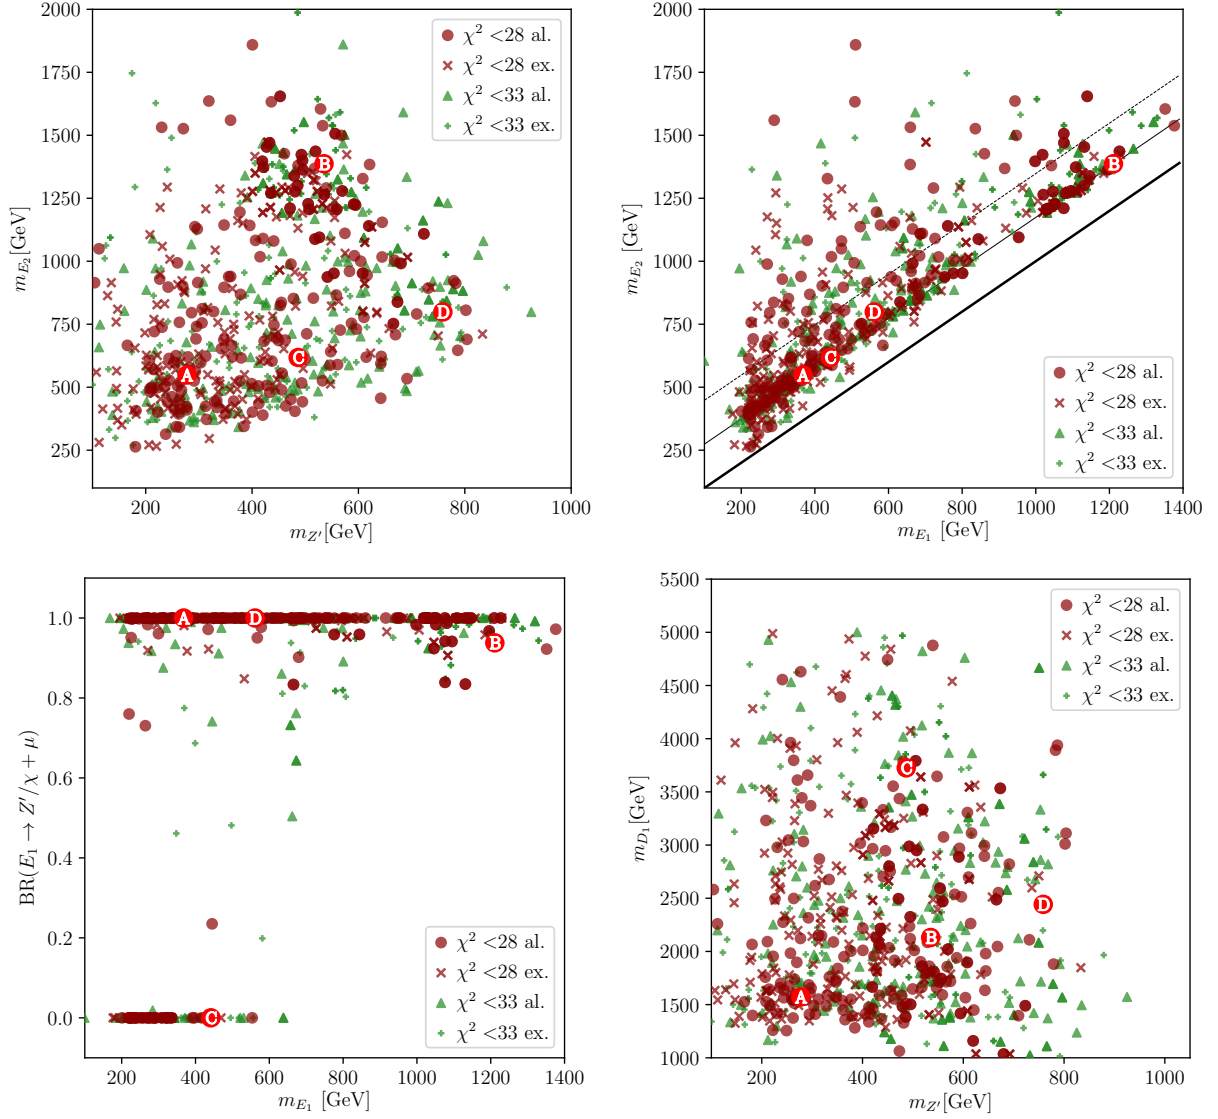 2000
1750
1500
1250
1000
750
500
250
200
400
600
800
1000
m_{E_2}[GeV]
m_{Z'}[GeV]
χ² <28 al.
χ² <28 ex.
χ² <33 al.
χ² <33 ex.
A
B
C
D
2000
1750
1500
1250
1000
750
500
250
200
400
600
800
1000
1200
1400
m_{E_2} [GeV]
m_{E_1} [GeV]
χ² <28 al.
χ² <28 ex.
χ² <33 al.
χ² <33 ex.
A
B
C
D
1.0
0.8
0.6
0.4
0.2
0.0
200
400
600
800
1000
1200
1400
BR(E_1 → Z'/χ + μ)
m_{E_1} [GeV]
χ² <28 al.
χ² <28 ex.
χ² <33 al.
χ² <33 ex.
A
D
B
C
5500
5000
4500
4000
3500
3000
2500
2000
1500
1000
200
400
600
800
1000
m_{D_1}[GeV]
m_{Z'}[GeV]
χ² <28 al.
χ² <28 ex.
χ² <33 al.
χ² <33 ex.
C
D
B
A